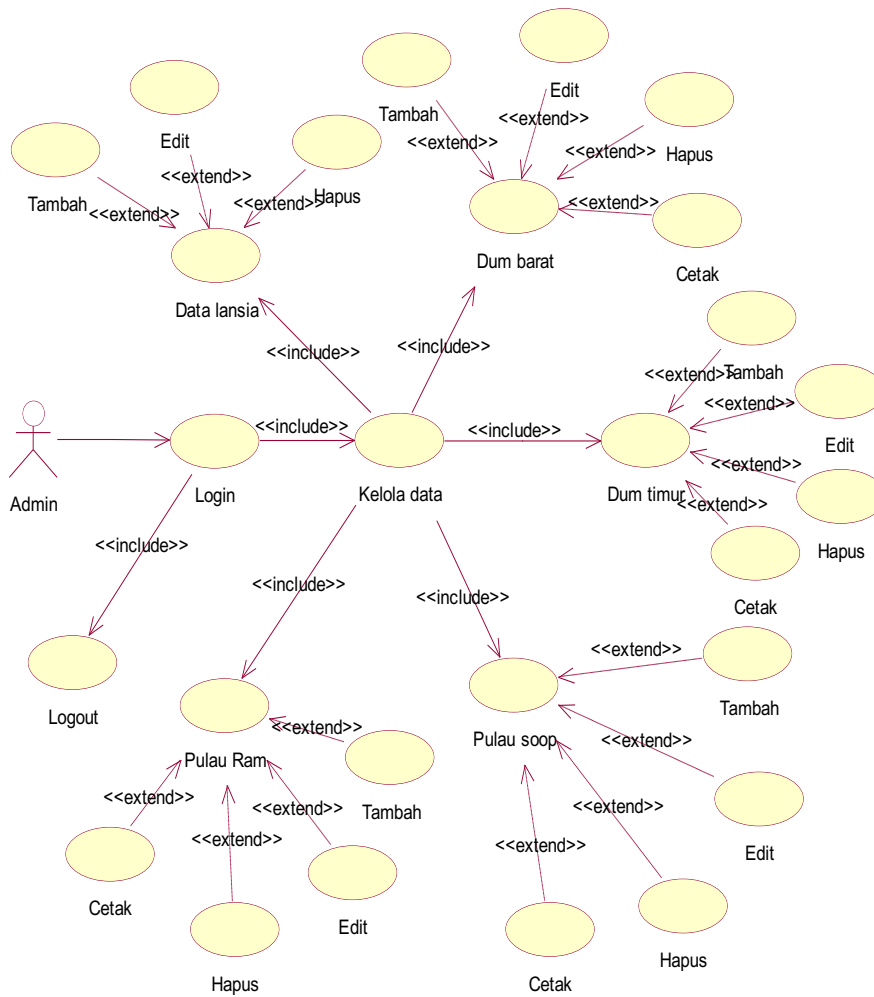 Edit
Tambah
<<extend>>
<<extend>>
Edit
Hapus
Tambah
<<extend>>
Hapus
<<extend>>
<<extend>>
<<extend>>
<<extend>>
Cetak
Dum barat
Data lansia
<<include>>
<<include>>
Tambah
<<extend>>
<<extend>>
Edit
<<include>>
<<include>>
<<extend>>
Admin
Login
Kelola data
Dum timur
<<extend>>
Hapus
<<include>>
Cetak
<<include>>
<<include>>
<<extend>>
Tambah
Logout
<<extend>>
Pulau soop
<<extend>>
Pulau Ram
<<extend>>
Tambah
<<extend>>
<<extend>>
<<extend>>
<<extend>>
Edit
Cetak
Edit
Hapus
Hapus
Cetak